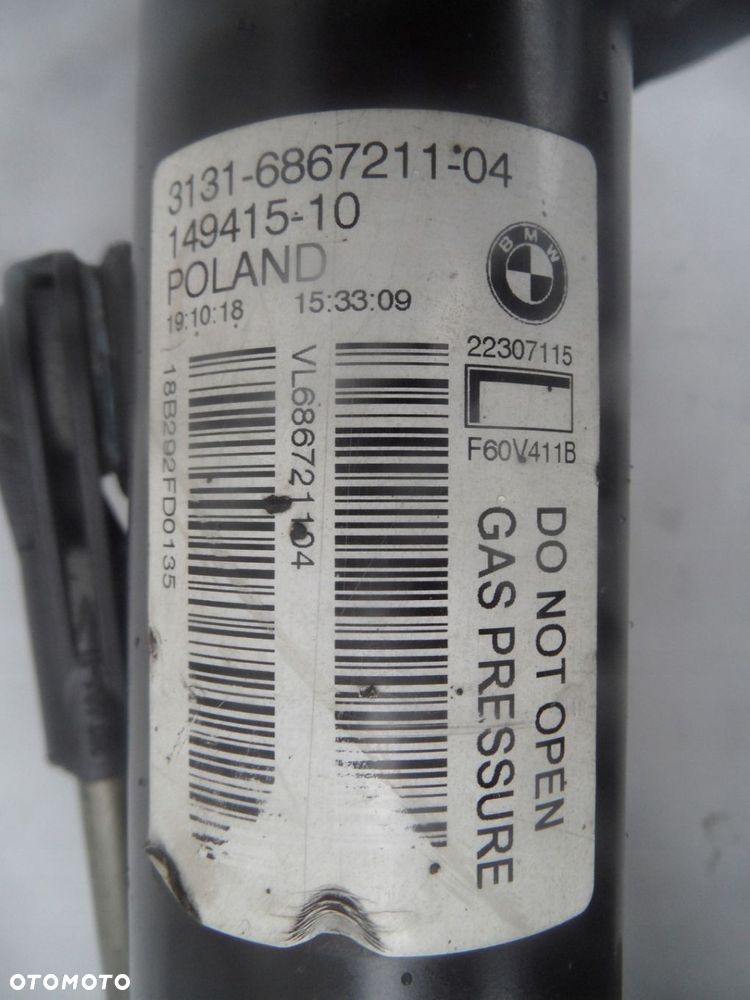 3131-6867211-04
149415-10
POLAND
19:10:18 15:33:09
BMW
22307115
L
F60V411B
18B292FD0135
VL686721104
DO NOT OPEN
GAS PRESSURE
OTOMOTO